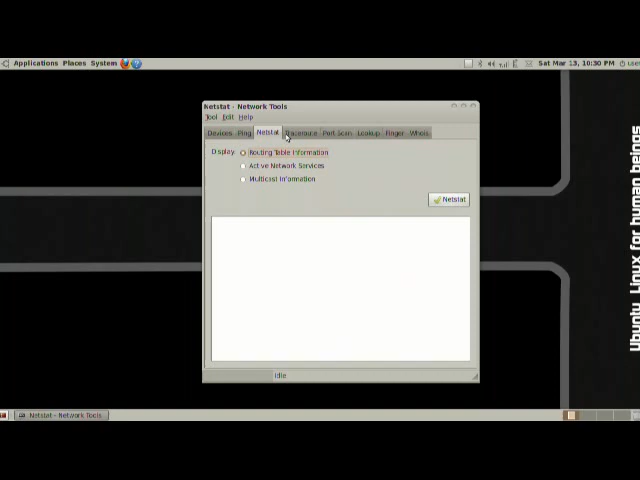 Applications Places System
Sat Mar 13, 10:30 PM
Netstat - Network Tools
Tool Edit Help
Devices Ping Netstat Traceroute Port Scan Lookup Finger Whois
Display:
Routing Table Information
Active Network Services
Multicast Information
Netstat
Idle
Netstat - Network Tools
Ubuntu, Linux for human beings